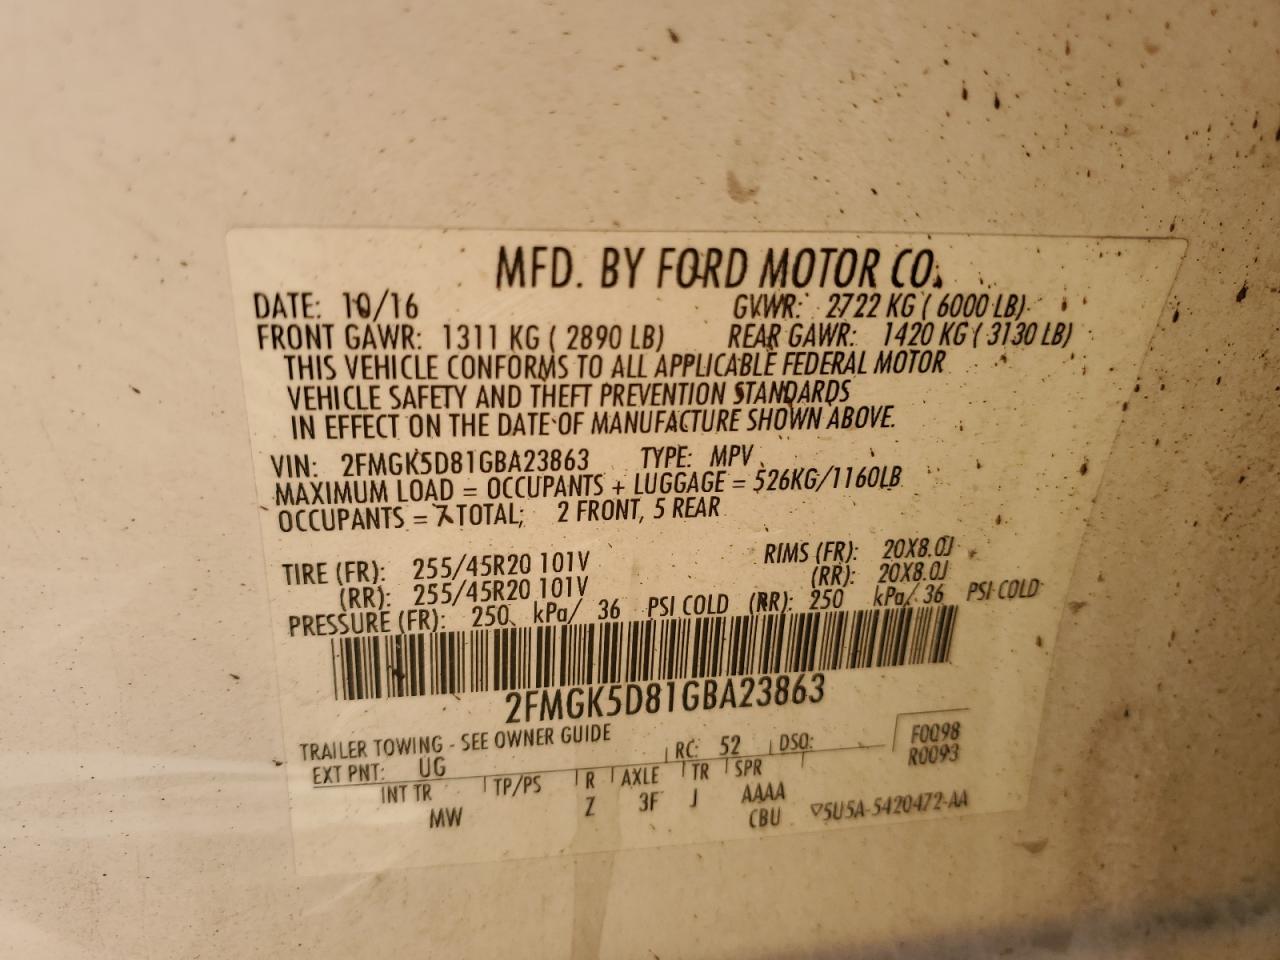 MFD. BY FORD MOTOR CO.
DATE: 10/16 GVWR: 2722 KG ( 6000 LB)
FRONT GAWR: 1311 KG ( 2890 LB) REAR GAWR: 1420 KG ( 3130 LB)
THIS VEHICLE CONFORMS TO ALL APPLICABLE FEDERAL MOTOR
VEHICLE SAFETY AND THEFT PREVENTION STANDARDS
IN EFFECT ON THE DATE OF MANUFACTURE SHOWN ABOVE.
VIN: 2FMGK5D81GBA23863 TYPE: MPV
MAXIMUM LOAD = OCCUPANTS + LUGGAGE = 526KG/1160LB
OCCUPANTS = 7 TOTAL; 2 FRONT, 5 REAR
TIRE (FR): 255/45R20 101V RIMS (FR): 20X8.0J
(RR): 255/45R20 101V (RR): 20X8.0J
PRESSURE (FR): 250 kPa/ 36 PSI COLD (RR): 250 kPa/ 36 PSI COLD
2FMGK5D81GBA23863
TRAILER TOWING - SEE OWNER GUIDE
EXT PNT: UG RC: 52 DSO: F0098
R0093
INT TR TP/PS R AXLE TR SPR
MW Z 3F J AAAA
CBU ▽5U5A-5420472-AA